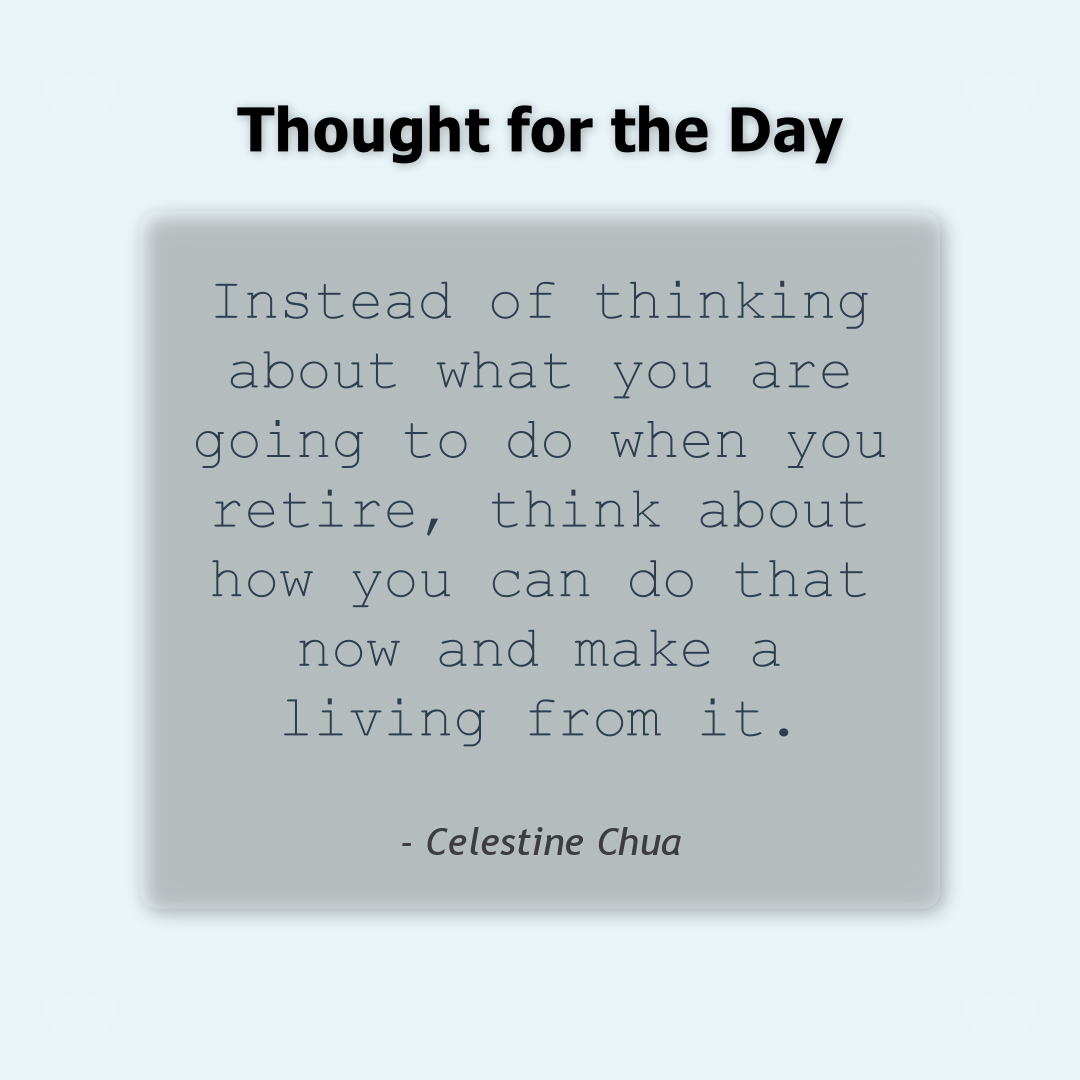 Thought for the Day
Instead of thinking
about what you are
going to do when you
retire, think about
how you can do that
now and make a
living from it.
- Celestine Chua